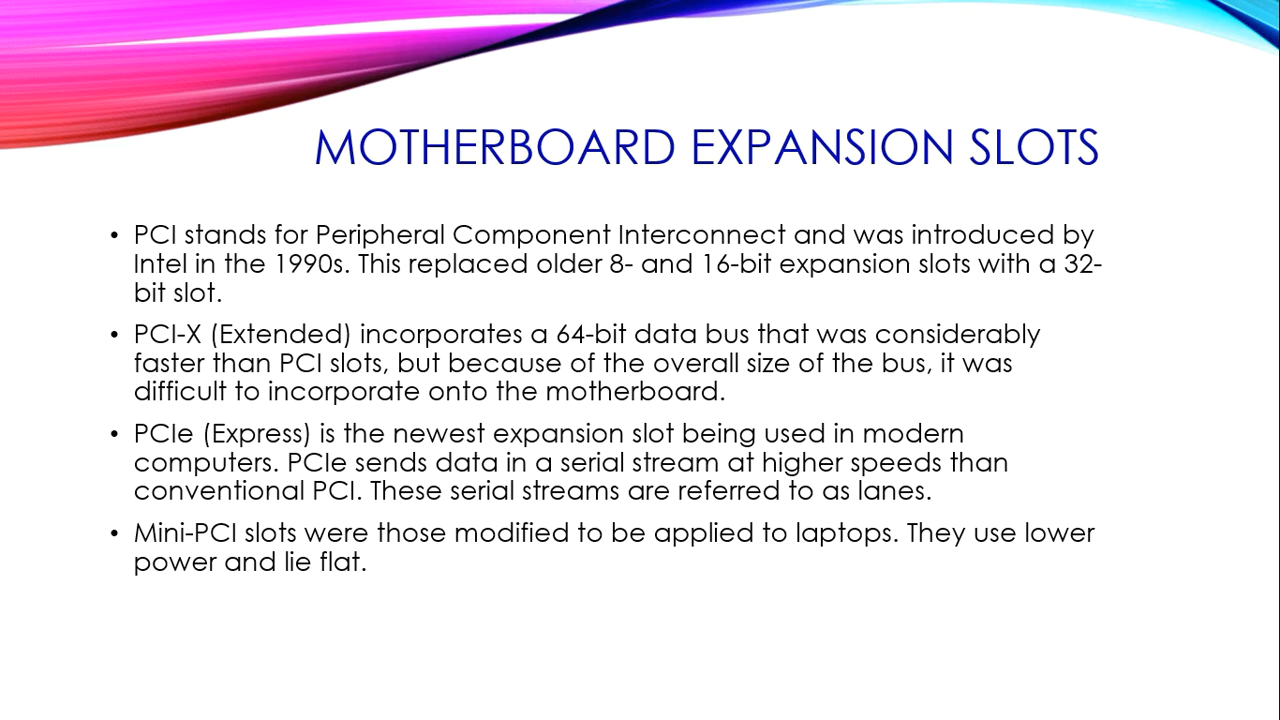 MOTHERBOARD EXPANSION SLOTS
• PCI stands for Peripheral Component Interconnect and was introduced by
Intel in the 1990s. This replaced older 8- and 16-bit expansion slots with a 32-
bit slot.
• PCI-X (Extended) incorporates a 64-bit data bus that was considerably
faster than PCI slots, but because of the overall size of the bus, it was
difficult to incorporate onto the motherboard.
• PCIe (Express) is the newest expansion slot being used in modern
computers. PCIe sends data in a serial stream at higher speeds than
conventional PCI. These serial streams are referred to as lanes.
• Mini-PCI slots were those modified to be applied to laptops. They use lower
power and lie flat.